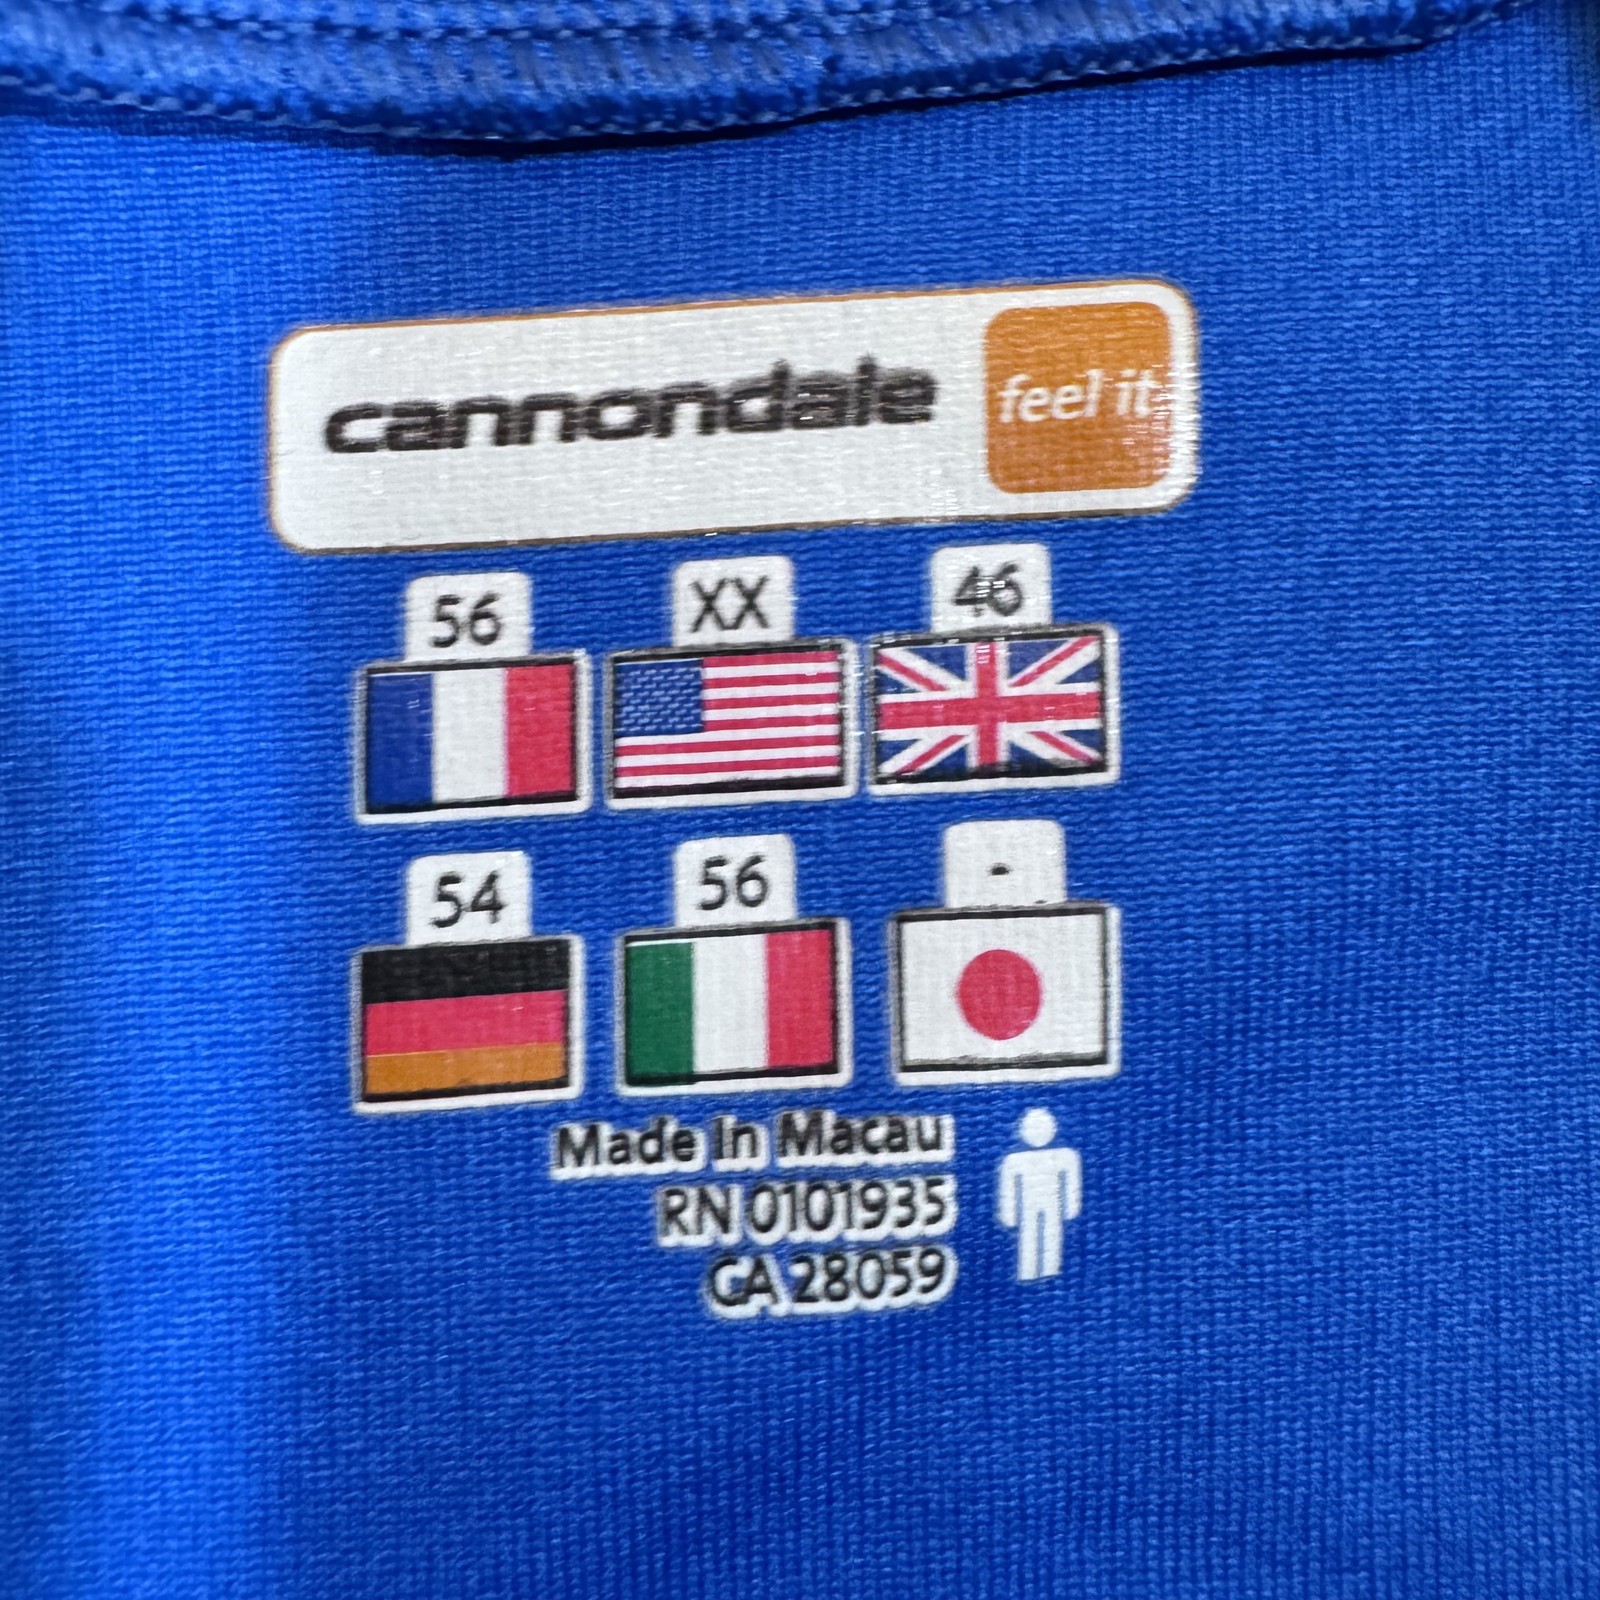 cannondale feel it
56 XX 46
54 56 -
Made In Macau
RN 0101935
CA 28059